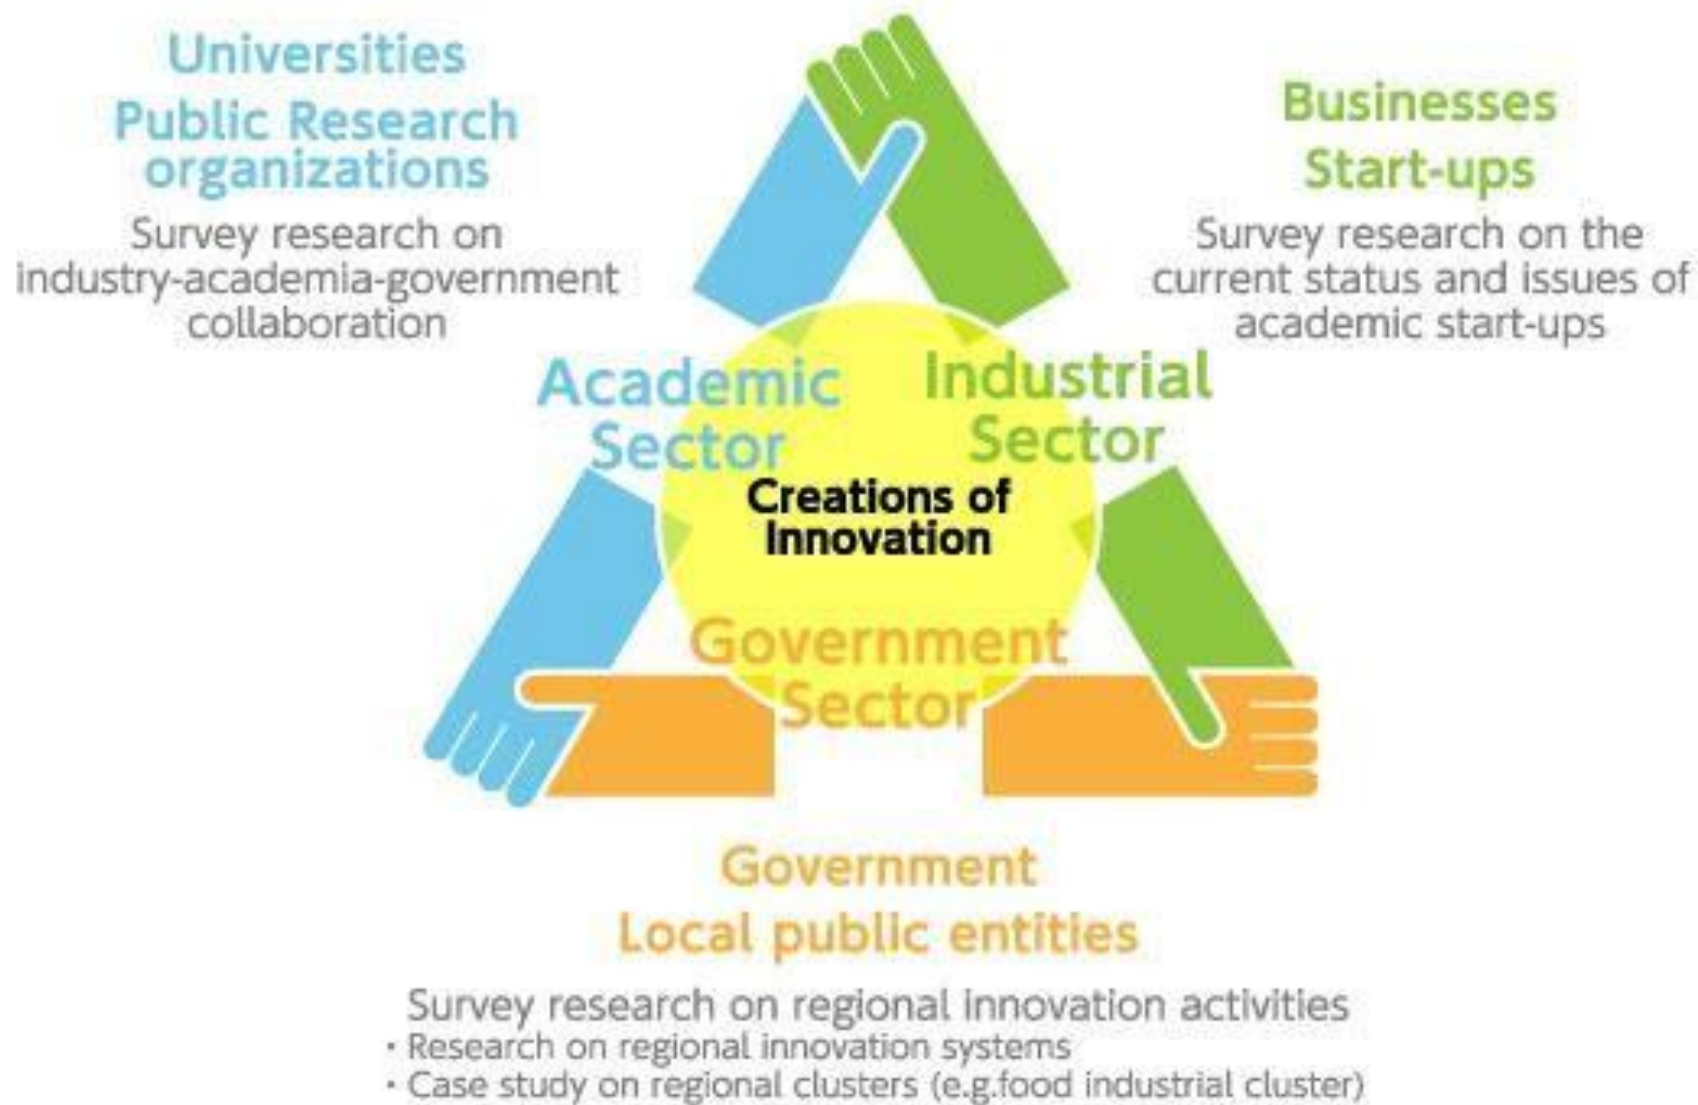 Universities
Public Research
organizations
Survey research on
industry-academia-government
collaboration
Businesses
Start-ups
Survey research on the
current status and issues of
academic start-ups
Academic
Sector
Industrial
Sector
Creations of
Innovation
Government
Sector
Government
Local public entities
Survey research on regional innovation activities
・Research on regional innovation systems
・Case study on regional clusters (e.g.food industrial cluster)